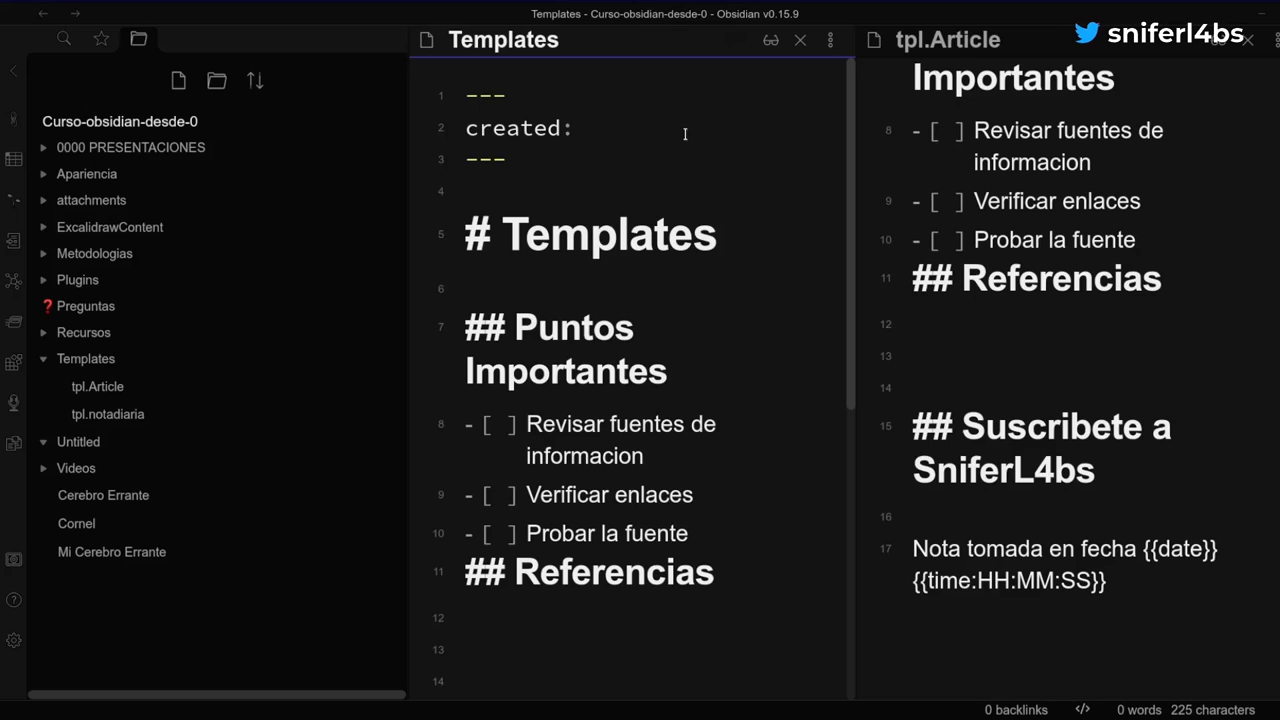 Templates - Curso-obsidian-desde-0 - Obsidian v0.15.9
sniferl4bs
Curso-obsidian-desde-0
0000 PRESENTACIONES
Apariencia
attachments
ExcalidrawContent
Metodologias
Plugins
❓Preguntas
Recursos
Templates
tpl.Article
tpl.notadiaria
Untitled
Videos
Cerebro Errante
Cornel
Mi Cerebro Errante
Templates
1 ---
2 created:
3 ---
4
5 # Templates
6
7 ## Puntos
Importantes
8 - [ ] Revisar fuentes de
informacion
9 - [ ] Verificar enlaces
10 - [ ] Probar la fuente
11 ## Referencias
12
13
14
tpl.Article
Importantes
8 - [ ] Revisar fuentes de
informacion
9 - [ ] Verificar enlaces
10 - [ ] Probar la fuente
11 ## Referencias
12
13
14
15 ## Suscribete a
SniferL4bs
16
17 Nota tomada en fecha {{date}}
{{time:HH:MM:SS}}
0 backlinks </> 0 words 225 characters